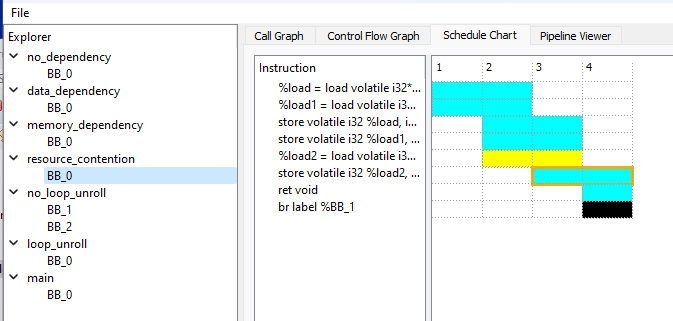 File
Explorer
no_dependency
BB_0
data_dependency
BB_0
memory_dependency
BB_0
resource_contention
BB_0
no_loop_unroll
BB_1
BB_2
loop_unroll
BB_0
main
BB_0
Call Graph Control Flow Graph Schedule Chart Pipeline Viewer
Instruction
%load = load volatile i32*...
%load1 = load volatile i3...
store volatile i32 %load, i...
store volatile i32 %load1, ...
%load2 = load volatile i3...
store volatile i32 %load2, ...
ret void
br label %BB_1
1 2 3 4